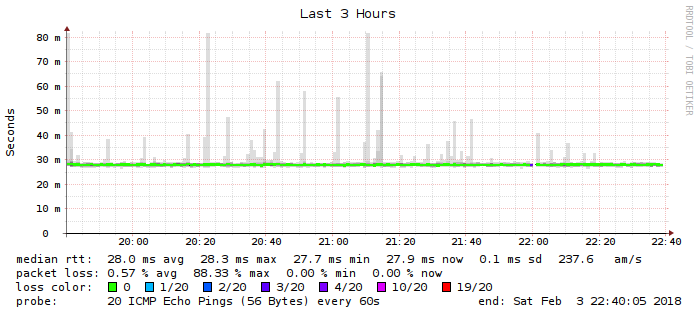 Last 3 Hours
RRDTOOL / TOBI OETIKER
Seconds
80 m
70 m
60 m
50 m
40 m
30 m
20 m
10 m
0
20:00 20:20 20:40 21:00 21:20 21:40 22:00 22:20 22:40
median rtt: 28.0 ms avg 28.3 ms max 27.7 ms min 27.9 ms now 0.1 ms sd 237.6 am/s
packet loss: 0.57 % avg 88.33 % max 0.00 % min 0.00 % now
loss color: 0 1/20 2/20 3/20 4/20 10/20 19/20
probe: 20 ICMP Echo Pings (56 Bytes) every 60s end: Sat Feb 3 22:40:05 2018